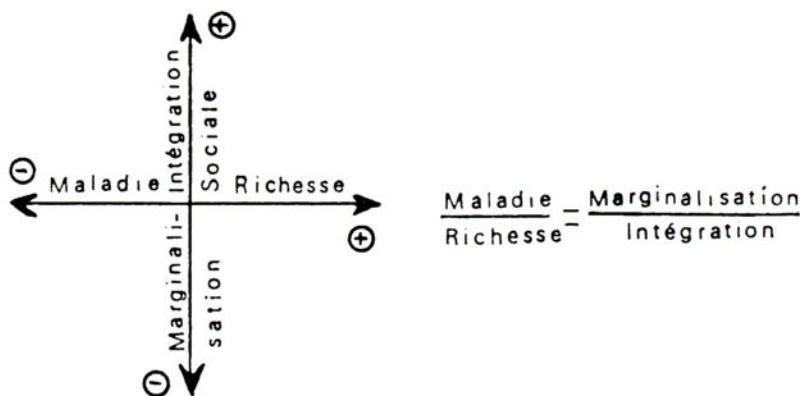 +
Intégration
Sociale
−
Maladie
Richesse
+
Marginali-
sation
−
Maladie
Richesse
=
Marginalisation
Intégration